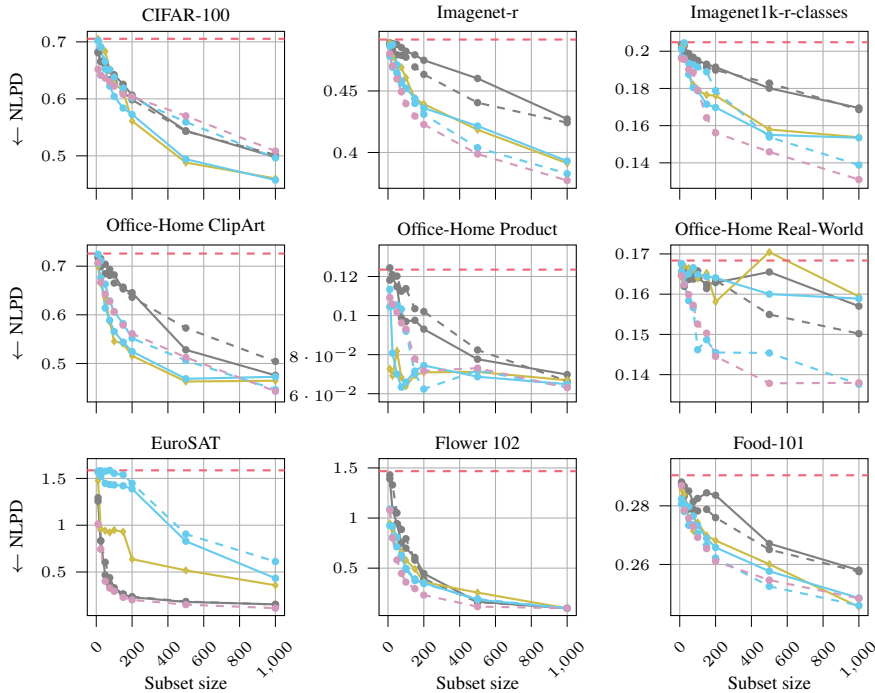 CIFAR-100
Imagenet-r
Imagenet1k-r-classes
← NLPD
0.7
0.6
0.5
0.45
0.4
0.2
0.18
0.16
0.14
Office-Home ClipArt
Office-Home Product
Office-Home Real-World
← NLPD
0.7
0.6
0.5
0.12
0.1
8 · 10⁻²
6 · 10⁻²
0.17
0.16
0.15
0.14
EuroSAT
Flower 102
Food-101
← NLPD
1.5
1
0.5
1.5
1
0.5
0.28
0.26
0 200 400 600 800 1,000
0 200 400 600 800 1,000
0 200 400 600 800 1,000
Subset size
Subset size
Subset size